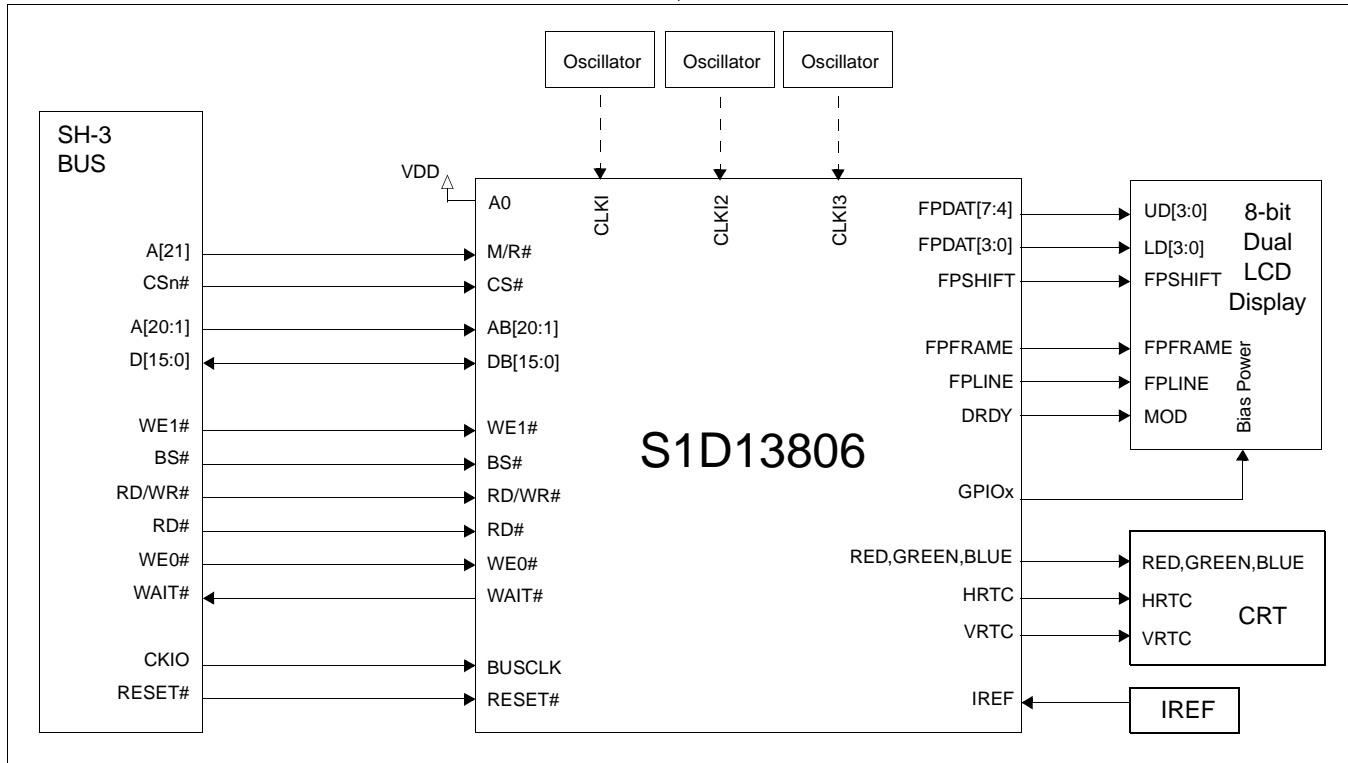 Oscillator
Oscillator
Oscillator
SH-3
BUS
A[21]
CSn#
A[20:1]
D[15:0]
WE1#
BS#
RD/WR#
RD#
WE0#
WAIT#
CKIO
RESET#
VDD
A0
CLKI
CLKI2
CLKI3
M/R#
CS#
AB[20:1]
DB[15:0]
WE1#
BS#
RD/WR#
RD#
WE0#
WAIT#
BUSCLK
RESET#
S1D13806
FPDAT[7:4]
FPDAT[3:0]
FPSHIFT
FPFRAME
FPLINE
DRDY
GPIOx
RED,GREEN,BLUE
HRTC
VRTC
IREF
UD[3:0]
LD[3:0]
FPSHIFT
FPFRAME
FPLINE
MOD
8-bit
Dual
LCD
Display
Bias Power
RED,GREEN,BLUE
HRTC
VRTC
CRT
IREF